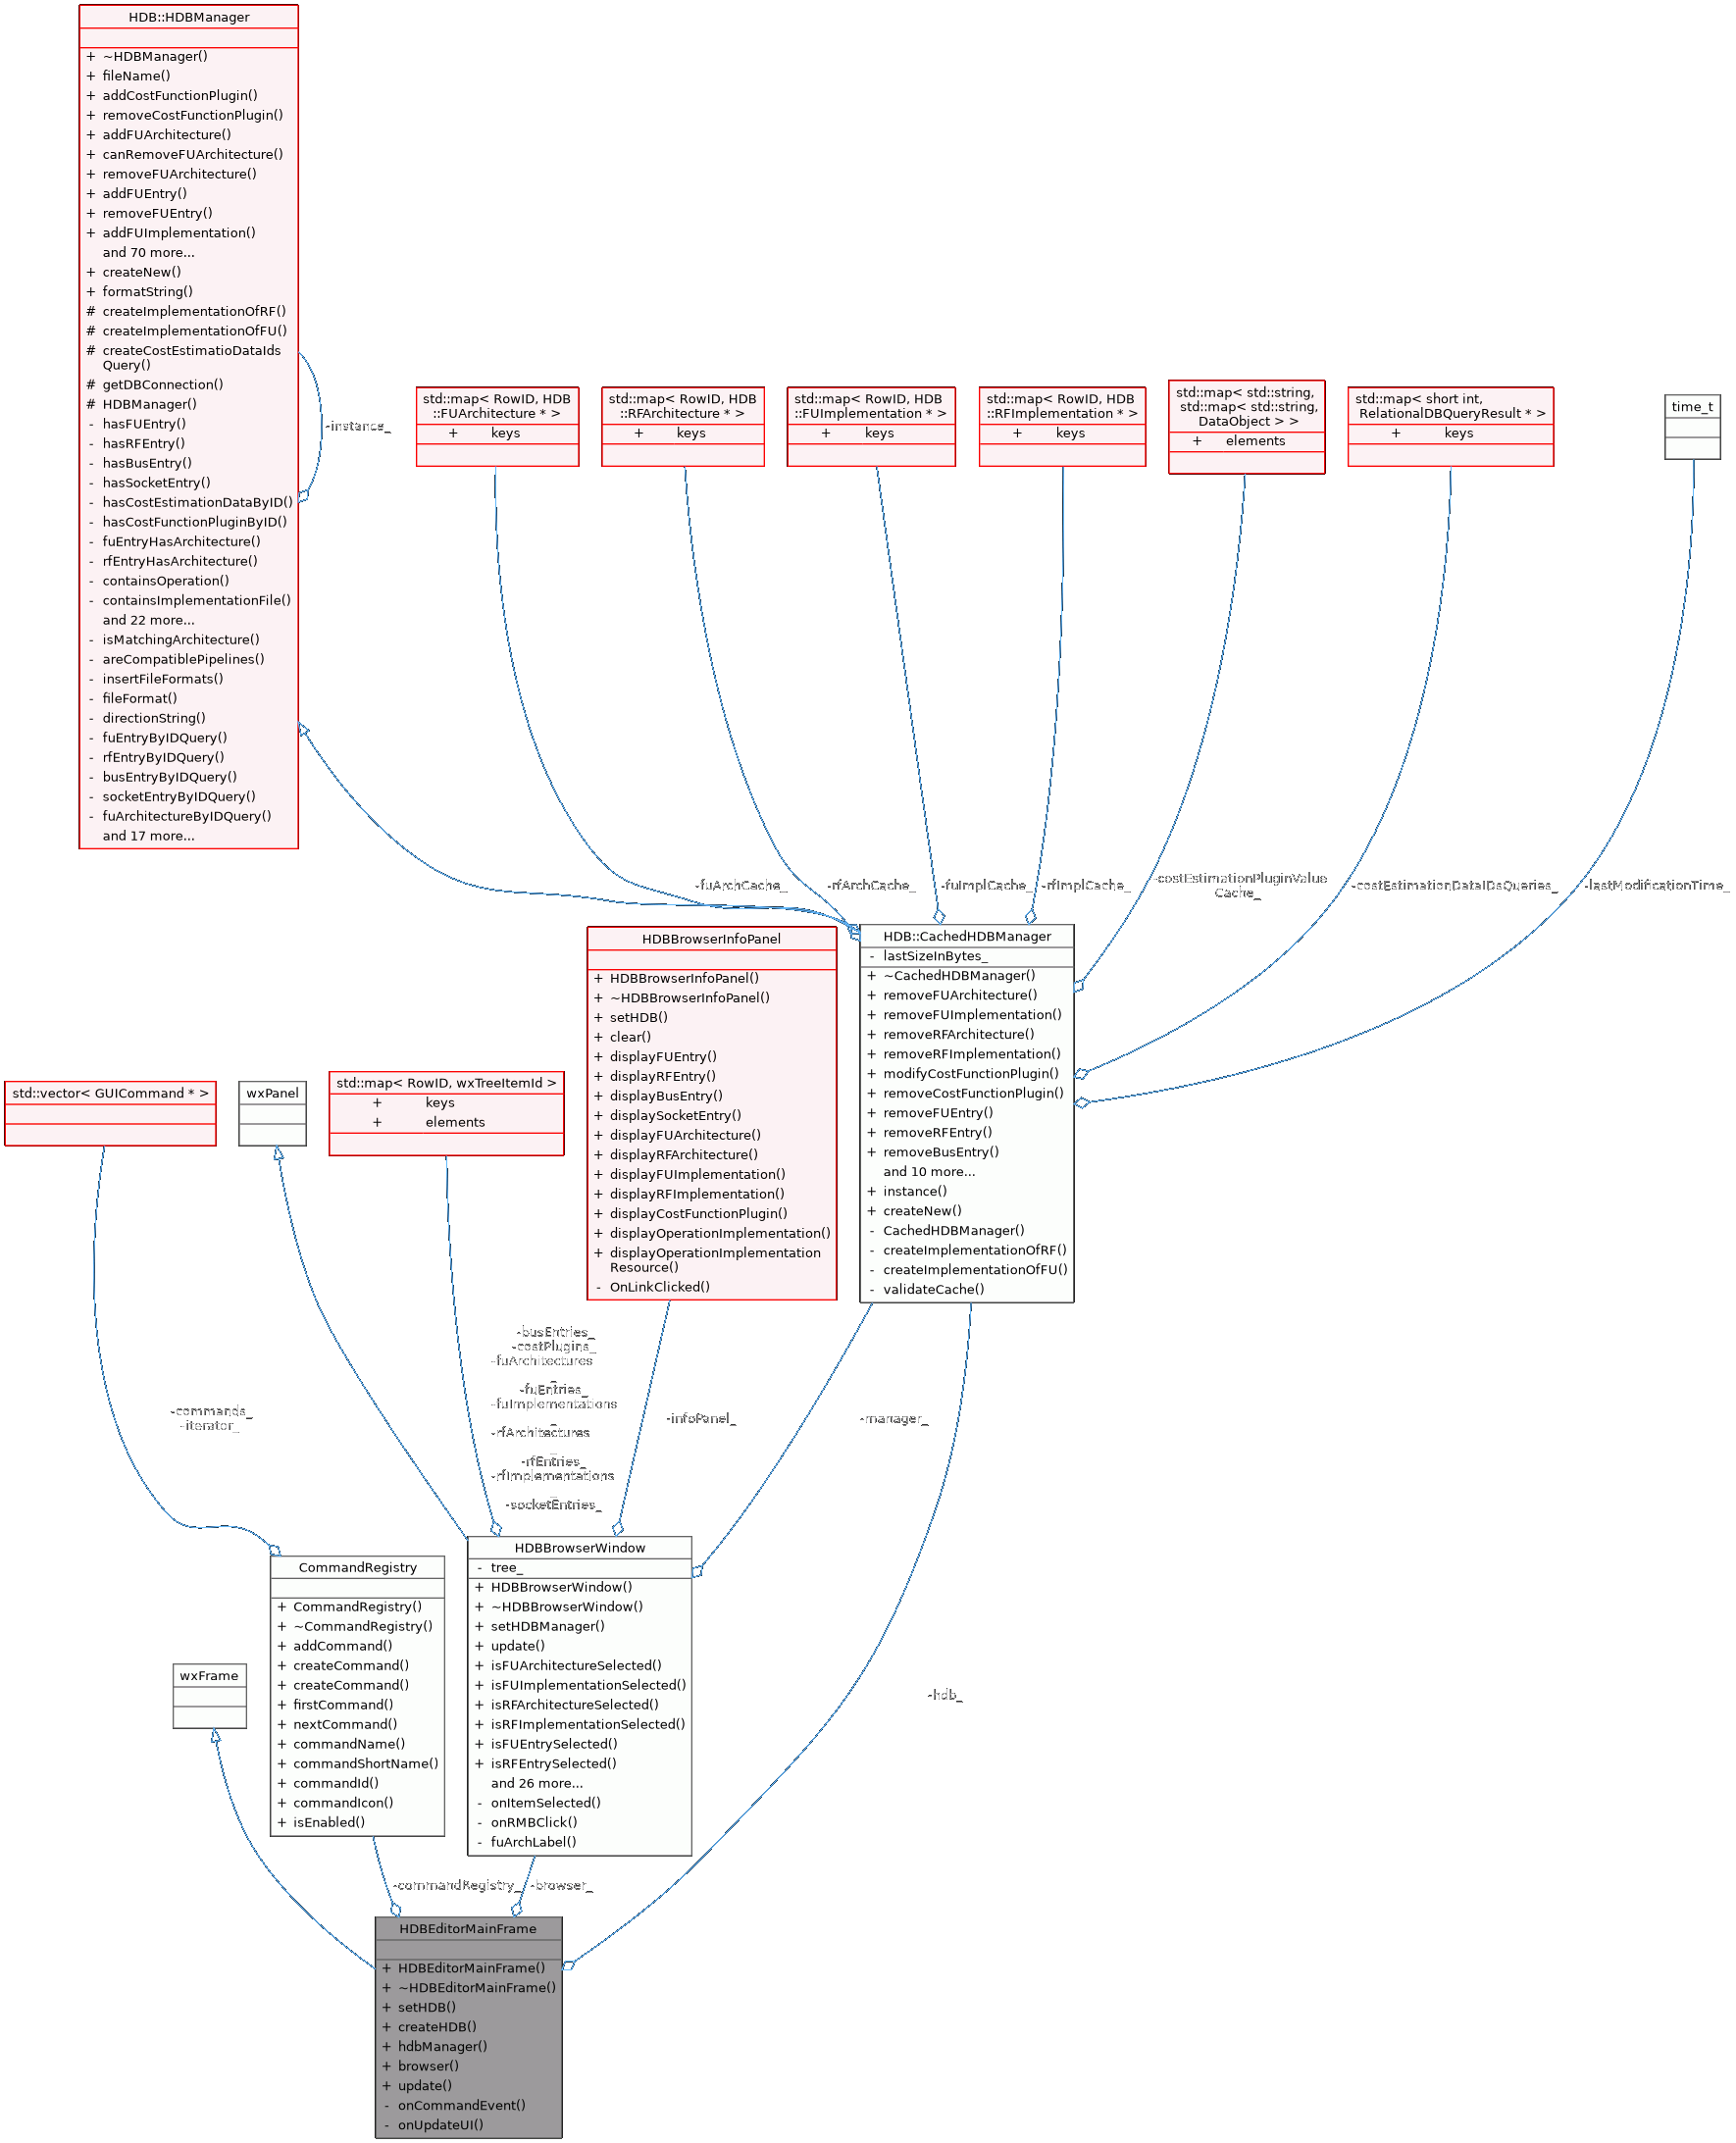 HDB::HDBManager
+ ~HDBManager()
+ fileName()
+ addCostFunctionPlugin()
+ removeCostFunctionPlugin()
+ addFUArchitecture()
+ canRemoveFUArchitecture()
+ removeFUArchitecture()
+ addFUEntry()
+ removeFUEntry()
+ addFUImplementation()
and 70 more...
+ createNew()
+ formatString()
# createImplementationOfRF()
# createImplementationOfFU()
# createCostEstimatioDataIds
Query()
# getDBConnection()
# HDBManager()
- hasFUEntry()
- hasRFEntry()
- hasBusEntry()
- hasSocketEntry()
- hasCostEstimationDataByID()
- hasCostFunctionPluginByID()
- fuEntryHasArchitecture()
- rfEntryHasArchitecture()
- containsOperation()
- containsImplementationFile()
and 22 more...
- isMatchingArchitecture()
- areCompatiblePipelines()
- insertFileFormats()
- fileFormat()
- directionString()
- fuEntryByIDQuery()
- rfEntryByIDQuery()
- busEntryByIDQuery()
- socketEntryByIDQuery()
- fuArchitectureByIDQuery()
and 17 more...
-instance_
std::map< RowID, HDB
::FUArchitecture * >
+ keys
std::map< RowID, HDB
::RFArchitecture * >
+ keys
std::map< RowID, HDB
::FUImplementation * >
+ keys
std::map< RowID, HDB
::RFImplementation * >
+ keys
std::map< std::string,
std::map< std::string,
DataObject > >
+ elements
std::map< short int,
RelationalDBQueryResult * >
+ keys
time_t
-fuArchCache_
-rfArchCache_
-fuImplCache_
-rfImplCache_
-costEstimationPluginValue
Cache_
-costEstimationDataIDsQueries_
-lastModificationTime_
HDB::CachedHDBManager
- lastSizeInBytes_
+ ~CachedHDBManager()
+ removeFUArchitecture()
+ removeFUImplementation()
+ removeRFArchitecture()
+ removeRFImplementation()
+ modifyCostFunctionPlugin()
+ removeCostFunctionPlugin()
+ removeFUEntry()
+ removeRFEntry()
+ removeBusEntry()
and 10 more...
+ instance()
+ createNew()
- CachedHDBManager()
- createImplementationOfRF()
- createImplementationOfFU()
- validateCache()
HDBBrowserInfoPanel
+ HDBBrowserInfoPanel()
+ ~HDBBrowserInfoPanel()
+ setHDB()
+ clear()
+ displayFUEntry()
+ displayRFEntry()
+ displayBusEntry()
+ displaySocketEntry()
+ displayFUArchitecture()
+ displayRFArchitecture()
+ displayFUImplementation()
+ displayRFImplementation()
+ displayCostFunctionPlugin()
+ displayOperationImplementation()
+ displayOperationImplementation
Resource()
- OnLinkClicked()
std::vector< GUICommand * >
wxPanel
std::map< RowID, wxTreeItemId >
+ keys
+ elements
-busEntries_
-costPlugins_
-fuArchitectures
_
-fuEntries_
-fuImplementations
_
-rfArchitectures
_
-rfEntries_
-rfImplementations
_
-socketEntries_
-infoPanel_
-manager_
-commands_
-iterator_
CommandRegistry
+ CommandRegistry()
+ ~CommandRegistry()
+ addCommand()
+ createCommand()
+ createCommand()
+ firstCommand()
+ nextCommand()
+ commandName()
+ commandShortName()
+ commandId()
+ commandIcon()
+ isEnabled()
HDBBrowserWindow
- tree_
+ HDBBrowserWindow()
+ ~HDBBrowserWindow()
+ setHDBManager()
+ update()
+ isFUArchitectureSelected()
+ isFUImplementationSelected()
+ isRFArchitectureSelected()
+ isRFImplementationSelected()
+ isFUEntrySelected()
+ isRFEntrySelected()
and 26 more...
- onItemSelected()
- onRMBClick()
- fuArchLabel()
wxFrame
-hdb_
-commandRegistry_
-browser_
HDBEditorMainFrame
+ HDBEditorMainFrame()
+ ~HDBEditorMainFrame()
+ setHDB()
+ createHDB()
+ hdbManager()
+ browser()
+ update()
- onCommandEvent()
- onUpdateUI()